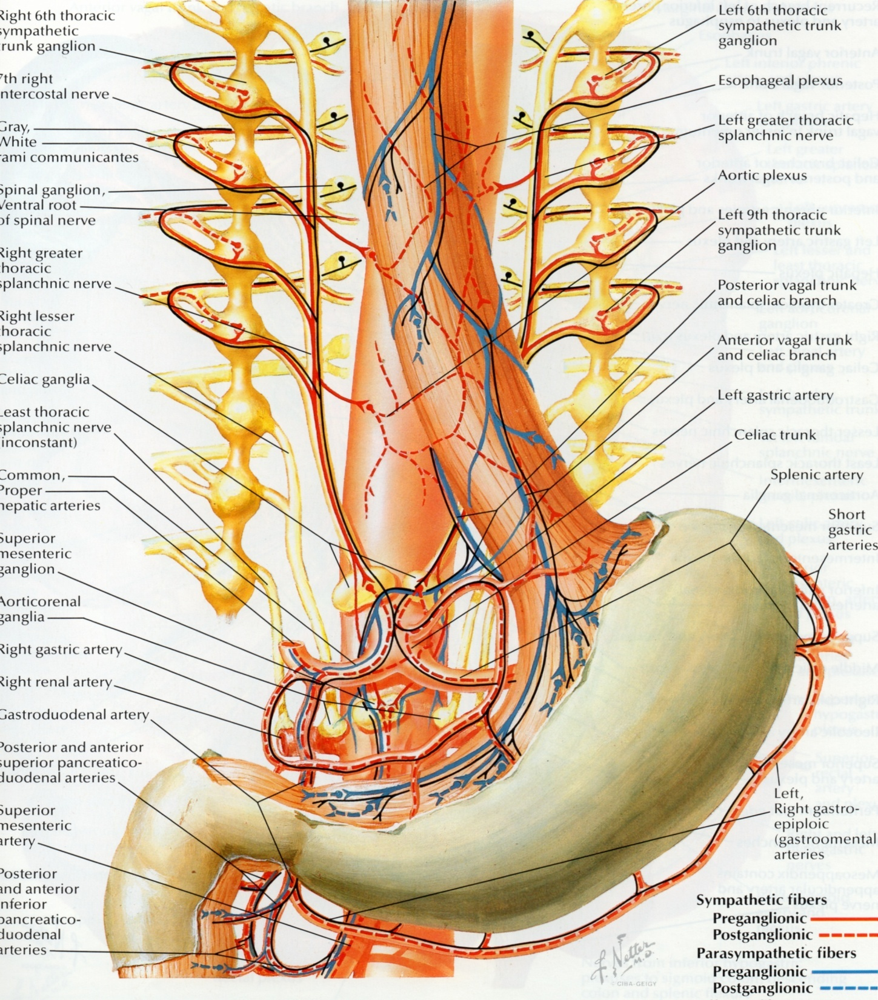 Right 6th thoracic
sympathetic
trunk ganglion
7th right
intercostal nerve
Gray,
White
rami communicantes
Spinal ganglion,
Ventral root
of spinal nerve
Right greater
thoracic
splanchnic nerve
Right lesser
thoracic
splanchnic nerve
Celiac ganglia
Least thoracic
splanchnic nerve
(inconstant)
Common,
Proper
hepatic arteries
Superior
mesenteric
ganglion
Aorticorenal
ganglia
Right gastric artery
Right renal artery
Gastroduodenal artery
Posterior and anterior
superior pancreatico-
duodenal arteries
Superior
mesenteric
artery
Posterior
and anterior
inferior
pancreatico-
duodenal
arteries
Left 6th thoracic
sympathetic trunk
ganglion
Esophageal plexus
Left greater thoracic
splanchnic nerve
Aortic plexus
Left 9th thoracic
sympathetic trunk
ganglion
Posterior vagal trunk
and celiac branch
Anterior vagal trunk
and celiac branch
Left gastric artery
Celiac trunk
Splenic artery
Short
gastric
arteries
Left,
Right gastro-
epiploic
(gastroomental
arteries
Sympathetic fibers
Preganglionic
Postganglionic
Parasympathetic fibers
Preganglionic
Postganglionic
F. Netter
M.D.
© CIBA-GEIGY